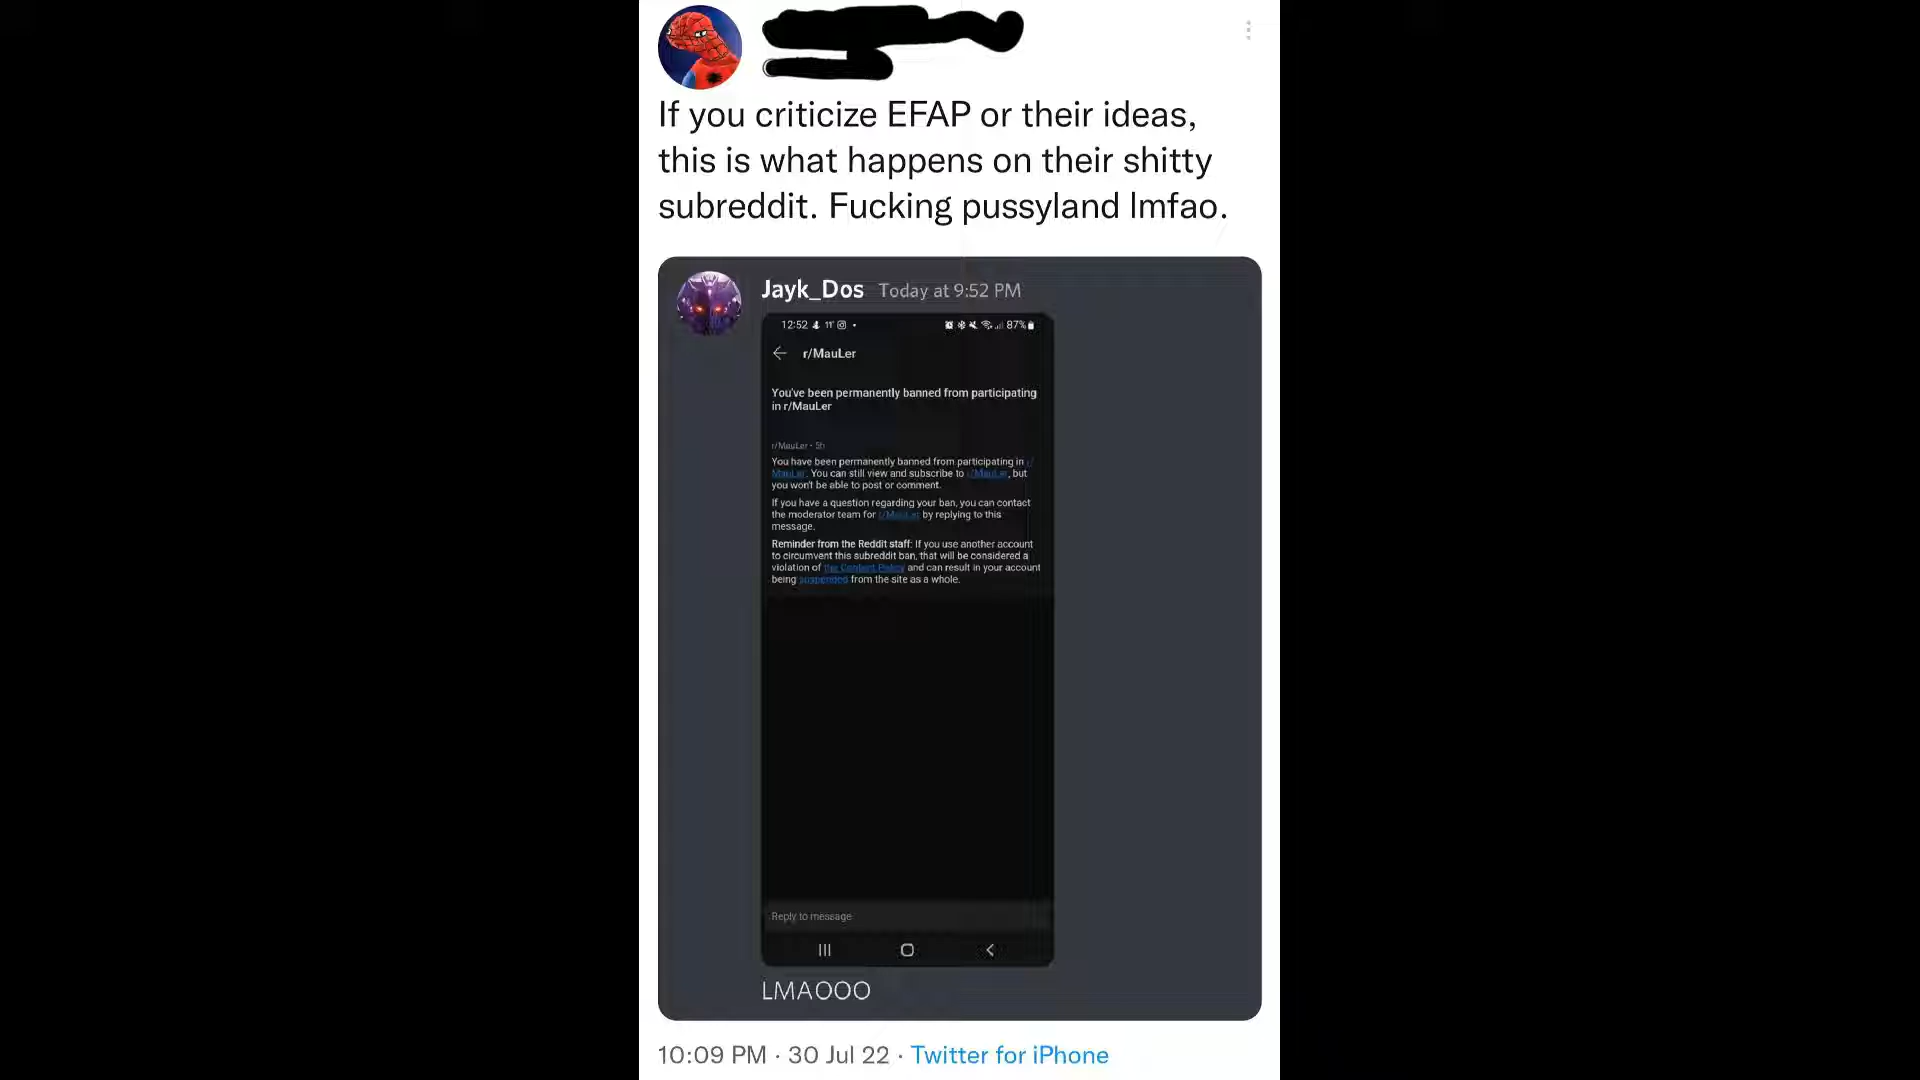 If you criticize EFAP or their ideas,
this is what happens on their shitty
subreddit. Fucking pussyland lmfao.
Jayk_Dos Today at 9:52 PM
12:52 87%
r/MauLer
You've been permanently banned from participating
in r/MauLer
r/MauLer • 5h
You have been permanently banned from participating in r/
MauLer. You can still view and subscribe to r/MauLer, but
you won't be able to post or comment.
If you have a question regarding your ban, you can contact
the moderator team for r/MauLer by replying to this
message.
Reminder from the Reddit staff: If you use another account
to circumvent this subreddit ban, that will be considered a
violation of the Content Policy and can result in your account
being suspended from the site as a whole.
Reply to message
LMAOOO
10:09 PM · 30 Jul 22 · Twitter for iPhone